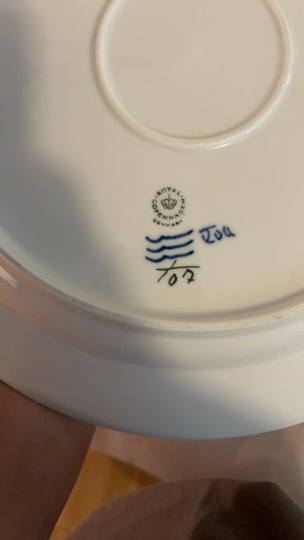 ROYAL
COPENHAGEN
DENMARK
1/07